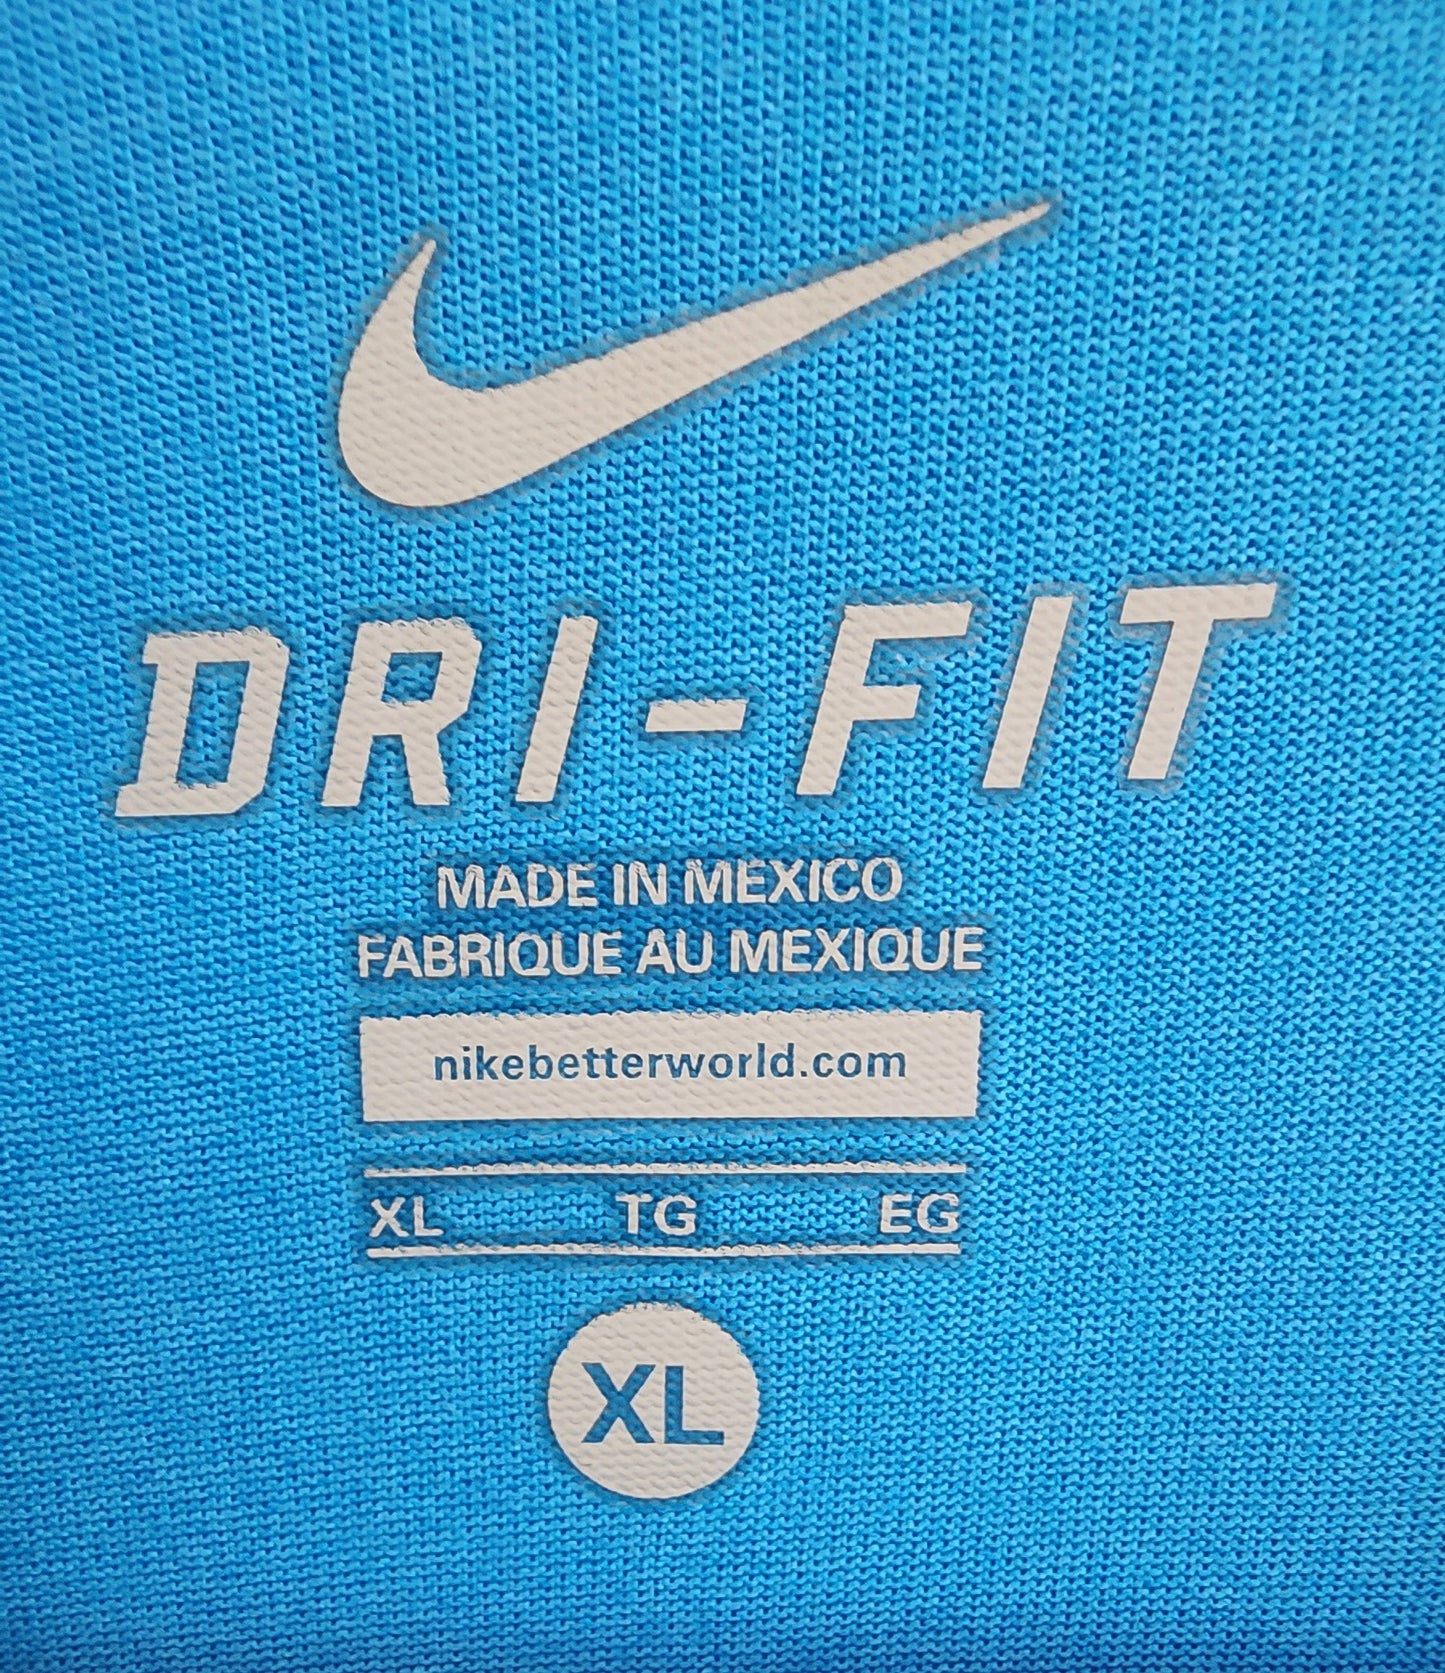 DRI-FIT
MADE IN MEXICO
FABRIQUE AU MEXIQUE
nikebetterworld.com
XL TG EG
XL